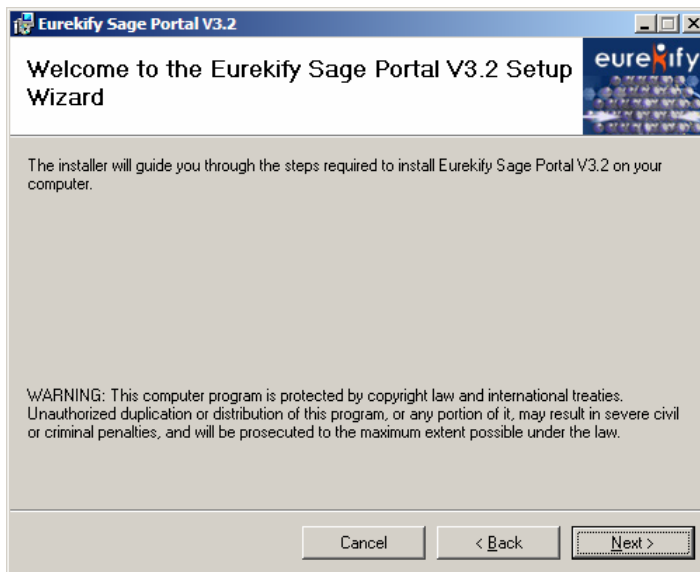 Eurekify Sage Portal V3.2
Welcome to the Eurekify Sage Portal V3.2 Setup
Wizard
eurekify
The installer will guide you through the steps required to install Eurekify Sage Portal V3.2 on your
computer.
WARNING: This computer program is protected by copyright law and international treaties.
Unauthorized duplication or distribution of this program, or any portion of it, may result in severe civil
or criminal penalties, and will be prosecuted to the maximum extent possible under the law.
Cancel
< Back
Next >